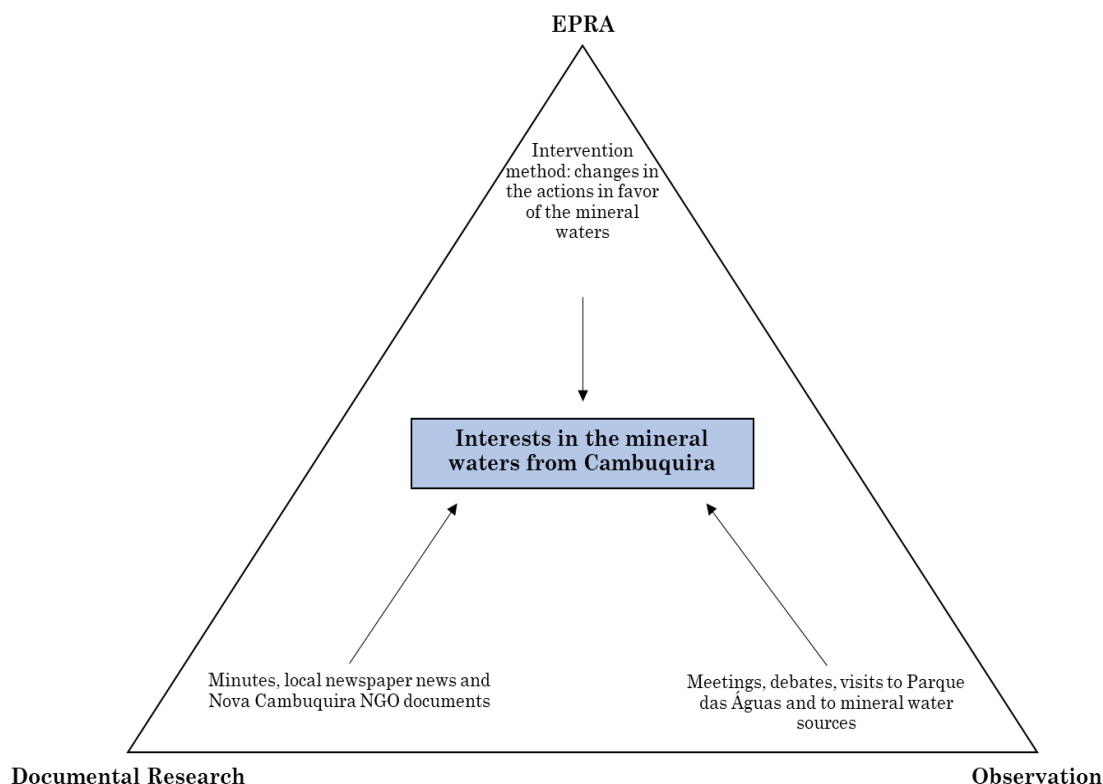 EPRA
Intervention
method: changes in
the actions in favor
of the mineral
waters
Interests in the mineral
waters from Cambuquira
Minutes, local newspaper news and
Nova Cambuquira NGO documents
Meetings, debates, visits to Parque
das Águas and to mineral water
sources
Documental Research
Observation